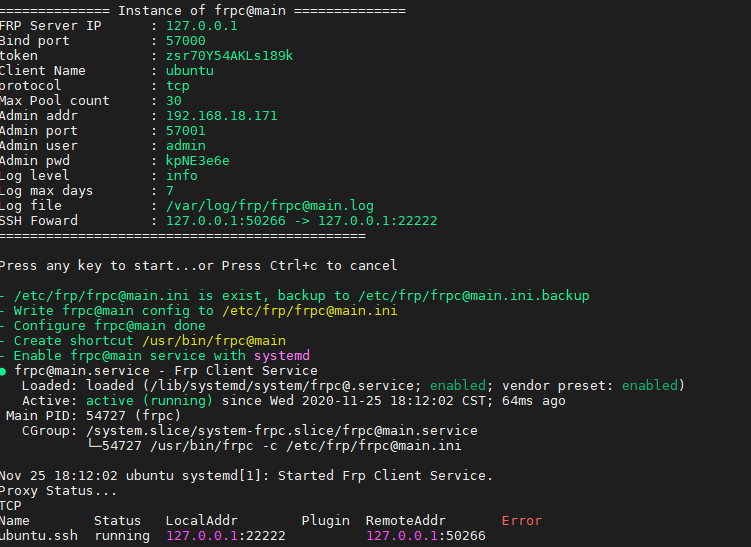 ============== Instance of frpc@main ==============
FRP Server IP      : 127.0.0.1
Bind port          : 57000
token              : zsr70Y54AKLs189k
Client Name        : ubuntu
protocol           : tcp
Max Pool count     : 30
Admin addr         : 192.168.18.171
Admin port         : 57001
Admin user         : admin
Admin pwd          : kpNE3e6e
Log level          : info
Log max days       : 7
Log file           : /var/log/frp/frpc@main.log
SSH Foward         : 127.0.0.1:50266 -> 127.0.0.1:22222
==============================================
Press any key to start...or Press Ctrl+c to cancel
- /etc/frp/frpc@main.ini is exist, backup to /etc/frp/frpc@main.ini.backup
- Write frpc@main config to /etc/frp/frpc@main.ini
- Configure frpc@main done
- Create shortcut /usr/bin/frpc@main
- Enable frpc@main service with systemd
● frpc@main.service - Frp Client Service
   Loaded: loaded (/lib/systemd/system/frpc@.service; enabled; vendor preset: enabled)
   Active: active (running) since Wed 2020-11-25 18:12:02 CST; 64ms ago
 Main PID: 54727 (frpc)
   CGroup: /system.slice/system-frpc.slice/frpc@main.service
           └─54727 /usr/bin/frpc -c /etc/frp/frpc@main.ini
Nov 25 18:12:02 ubuntu systemd[1]: Started Frp Client Service.
Proxy Status...
TCP
Name        Status   LocalAddr        Plugin  RemoteAddr       Error
ubuntu.ssh  running  127.0.0.1:22222          127.0.0.1:50266